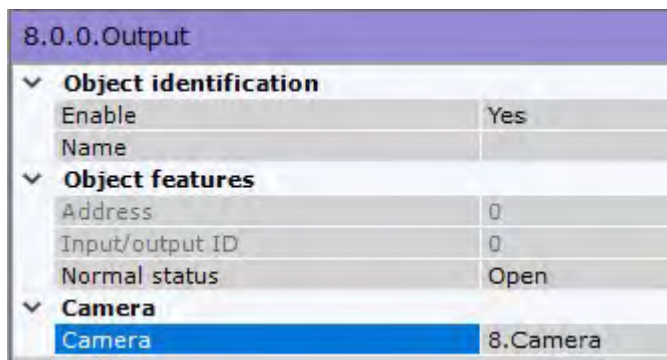 8.0.0.Output
Object identification
Enable Yes
Name
Object features
Address 0
Input/output ID 0
Normal status Open
Camera
Camera 8.Camera